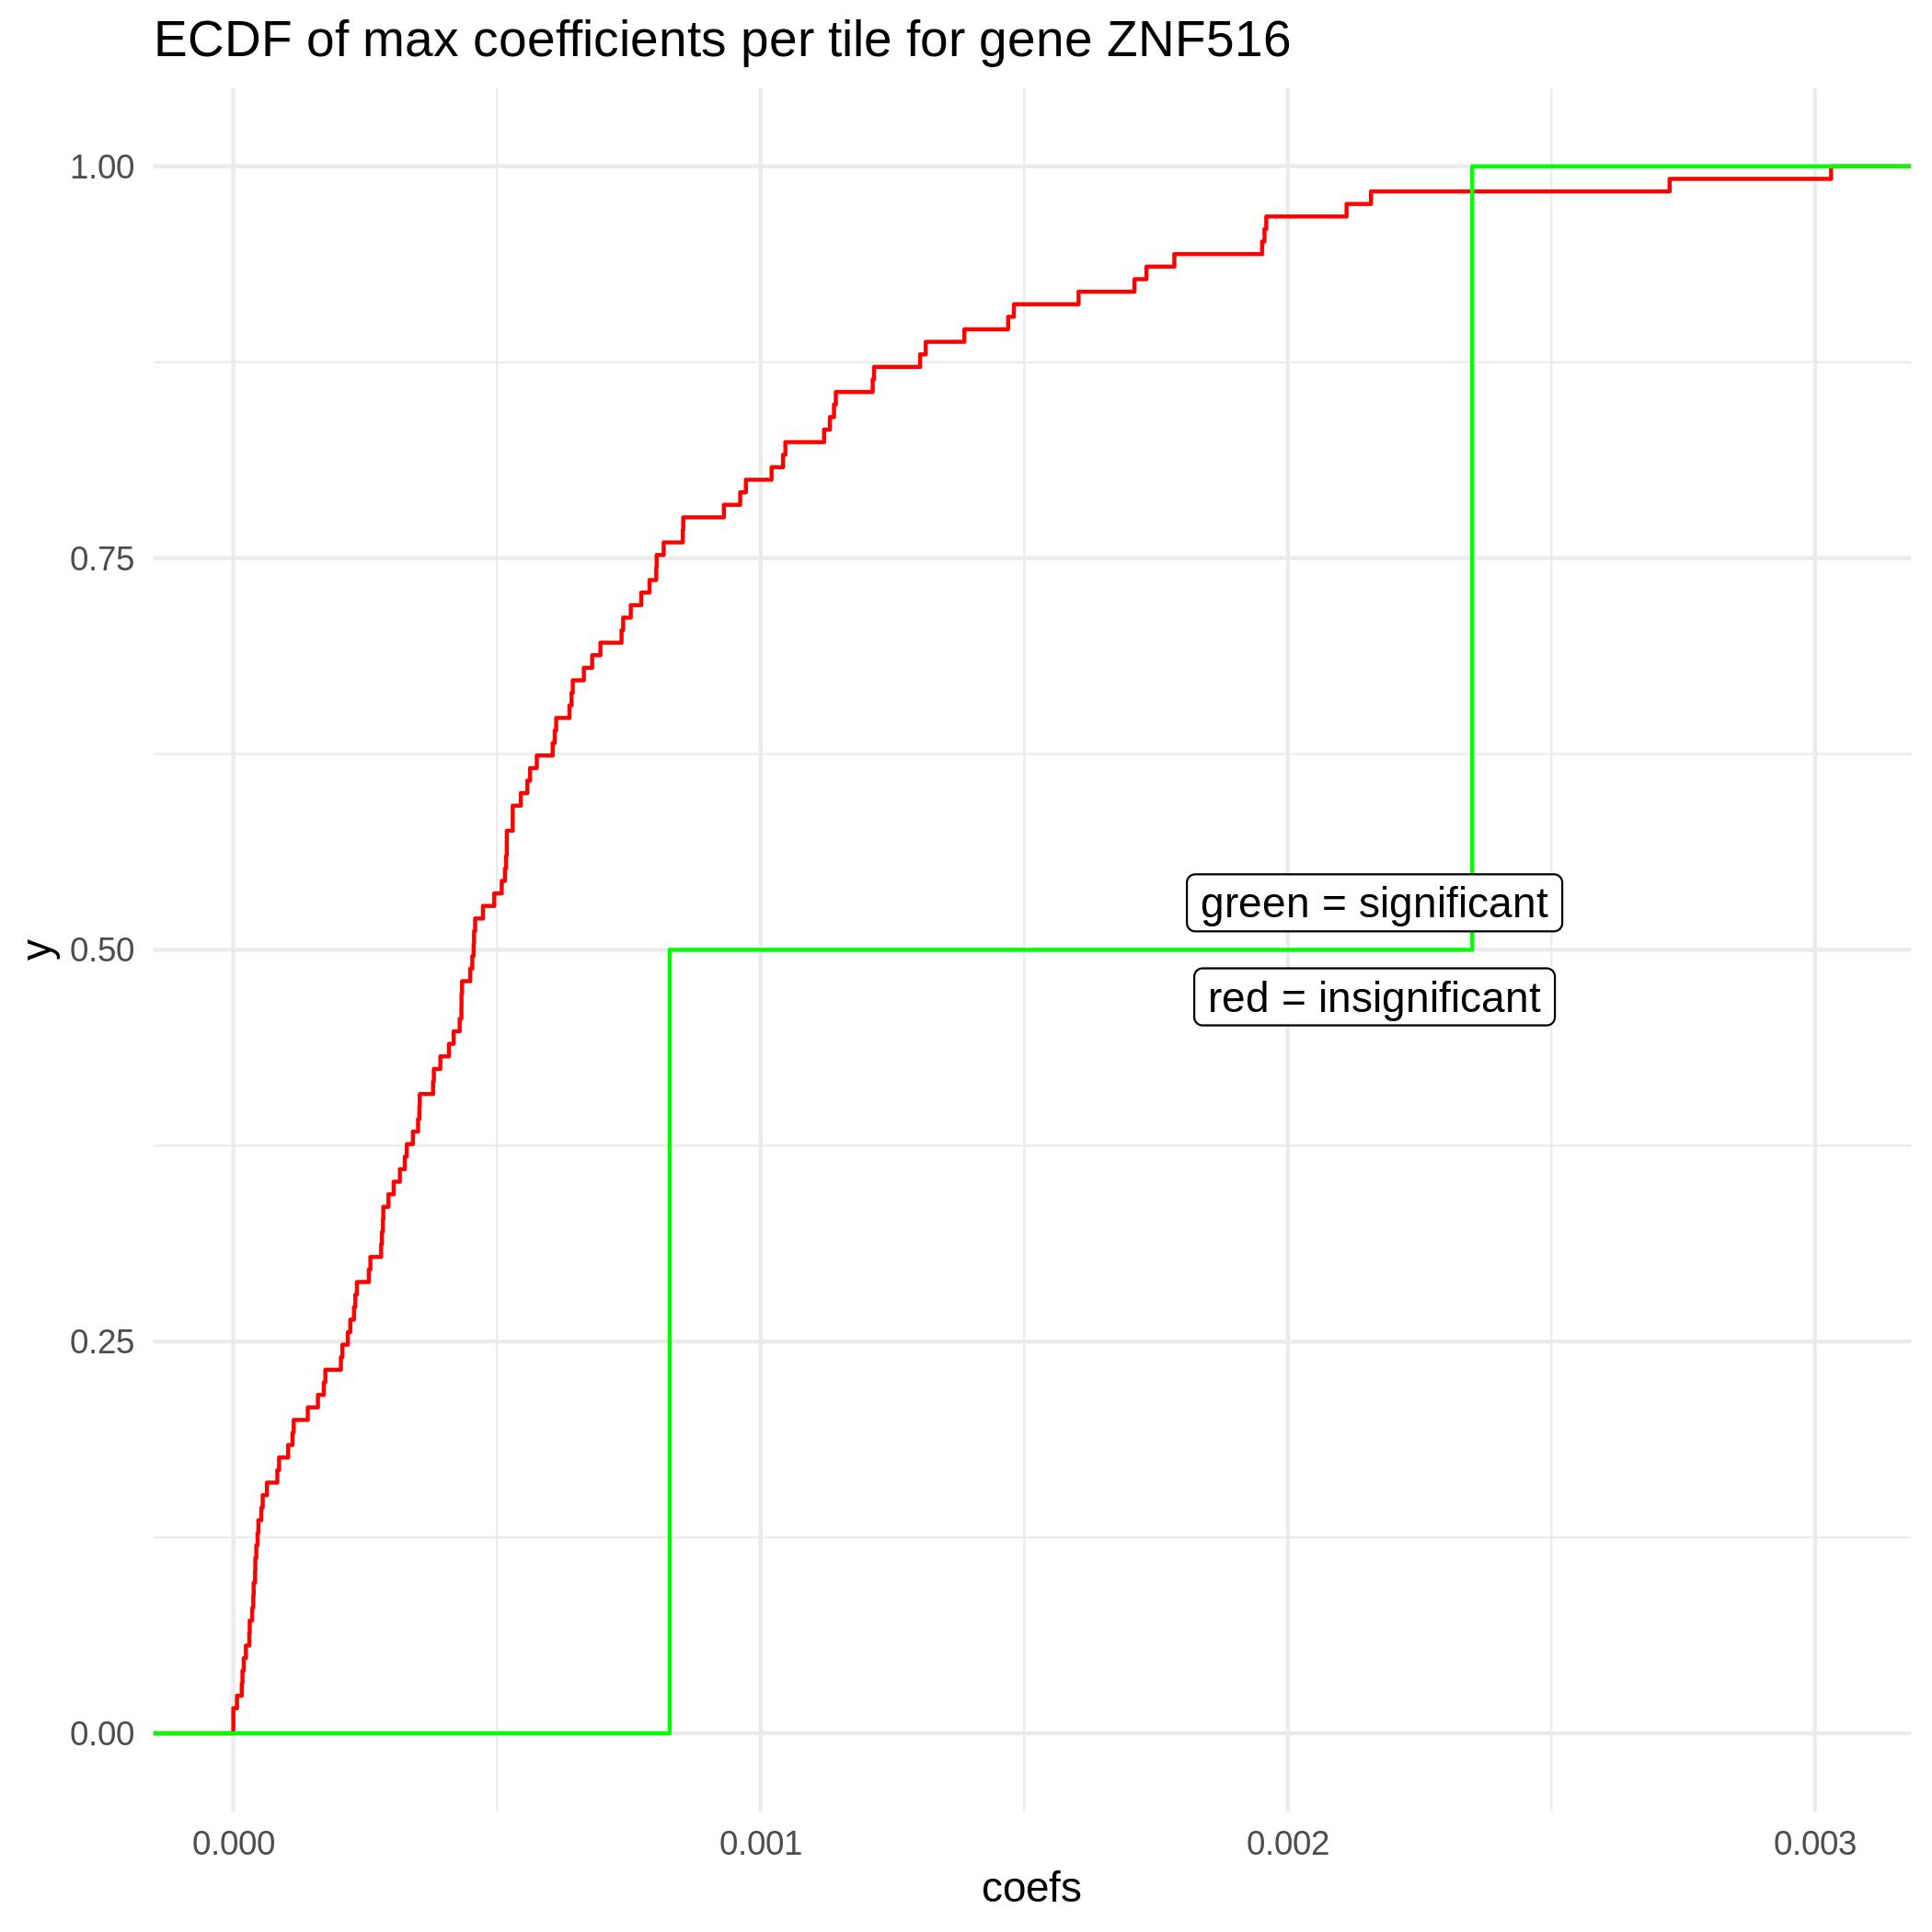 ECDF of max coefficients per tile for gene ZNF516
1.00
0.75
0.50
0.25
0.00
y
green = significant
red = insignificant
0.000 0.001 0.002 0.003
coefs